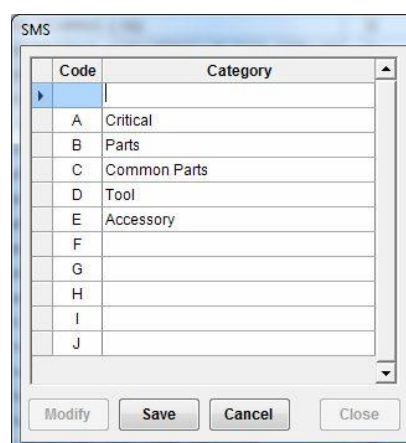 SMS
Code Category
A Critical
B Parts
C Common Parts
D Tool
E Accessory
F
G
H
I
J
Modify Save Cancel Close